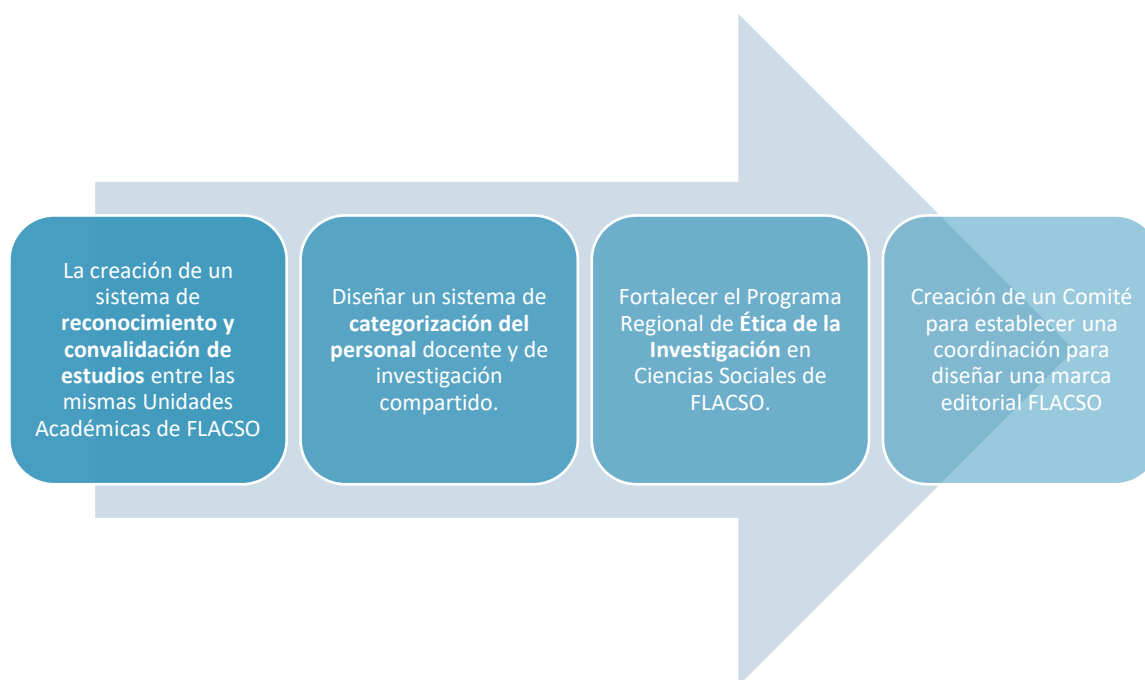 La creación de un
sistema de
reconocimiento y
convalidación de
estudios entre las
mismas Unidades
Académicas de FLACSO
Diseñar un sistema de
categorización del
personal docente y de
investigación
compartido.
Fortalecer el Programa
Regional de Ética de la
Investigación en
Ciencias Sociales de
FLACSO.
Creación de un Comité
para establecer una
coordinación para
diseñar una marca
editorial FLACSO